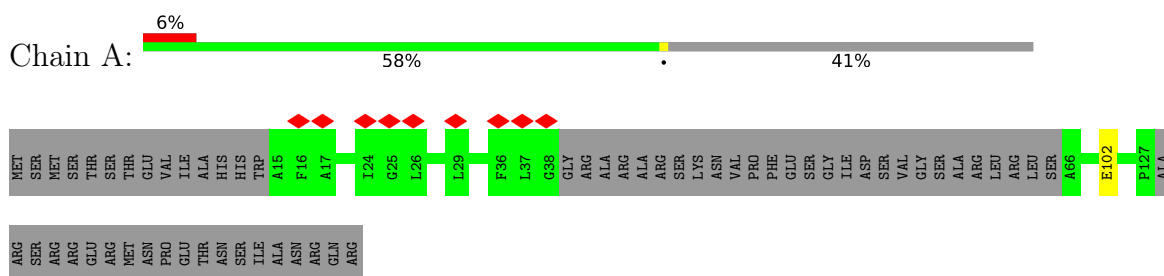 6%
Chain A:
58%
•
41%
MET SER MET SER THR SER THR GLU VAL ILE ALA HIS HIS TRP A15 F16 A17 I24 G25 L26 L29 F36 L37 G38 GLY ARG ALA ARG ALA ARG SER LYS ASN VAL PRO PHE GLU SER GLY ILE ASP SER VAL GLY SER ALA ARG LEU ARG LEU SER A66 E102 P127 ALA
ARG SER ARG ARG GLU ARG MET ASN PRO GLU THR ASN SER ILE ALA ASN ARG GLN ARG